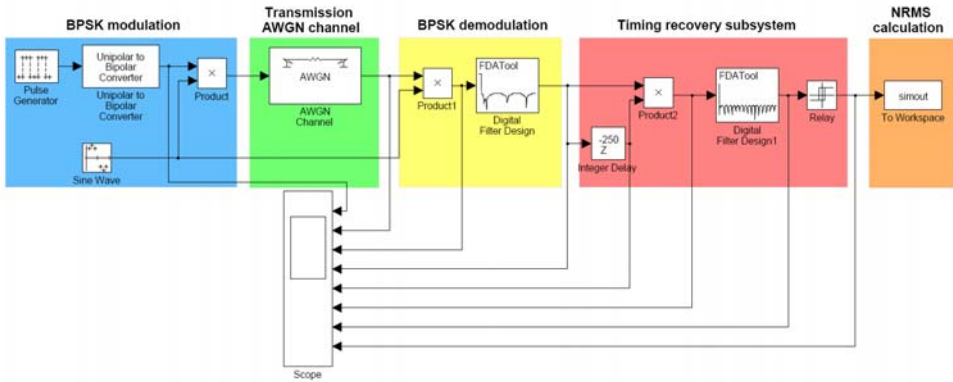 BPSK modulation
Transmission
AWGN channel
BPSK demodulation
Timing recovery subsystem
NRMS
calculation
Pulse
Generator
Unipolar to
Bipolar
Converter
Unipolar to
Bipolar
Converter
×
Product
Sine Wave
AWGN
AWGN
Channel
×
Product1
FDATool
Digital
Filter Design
×
Product2
-250
Z
Integer Delay
FDATool
Digital
Filter Design1
Relay
simout
To Workspace
Scope